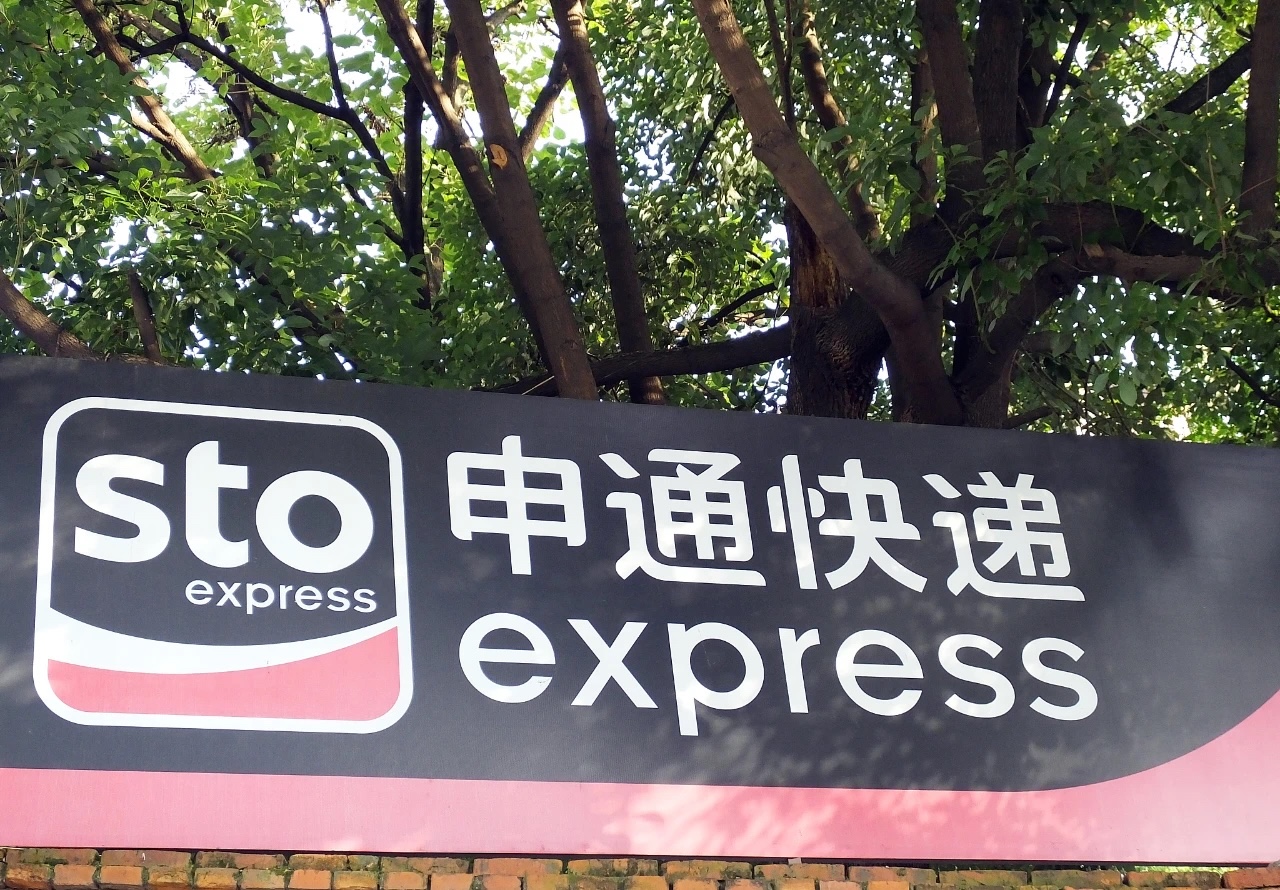 sto
express
申通快递
express